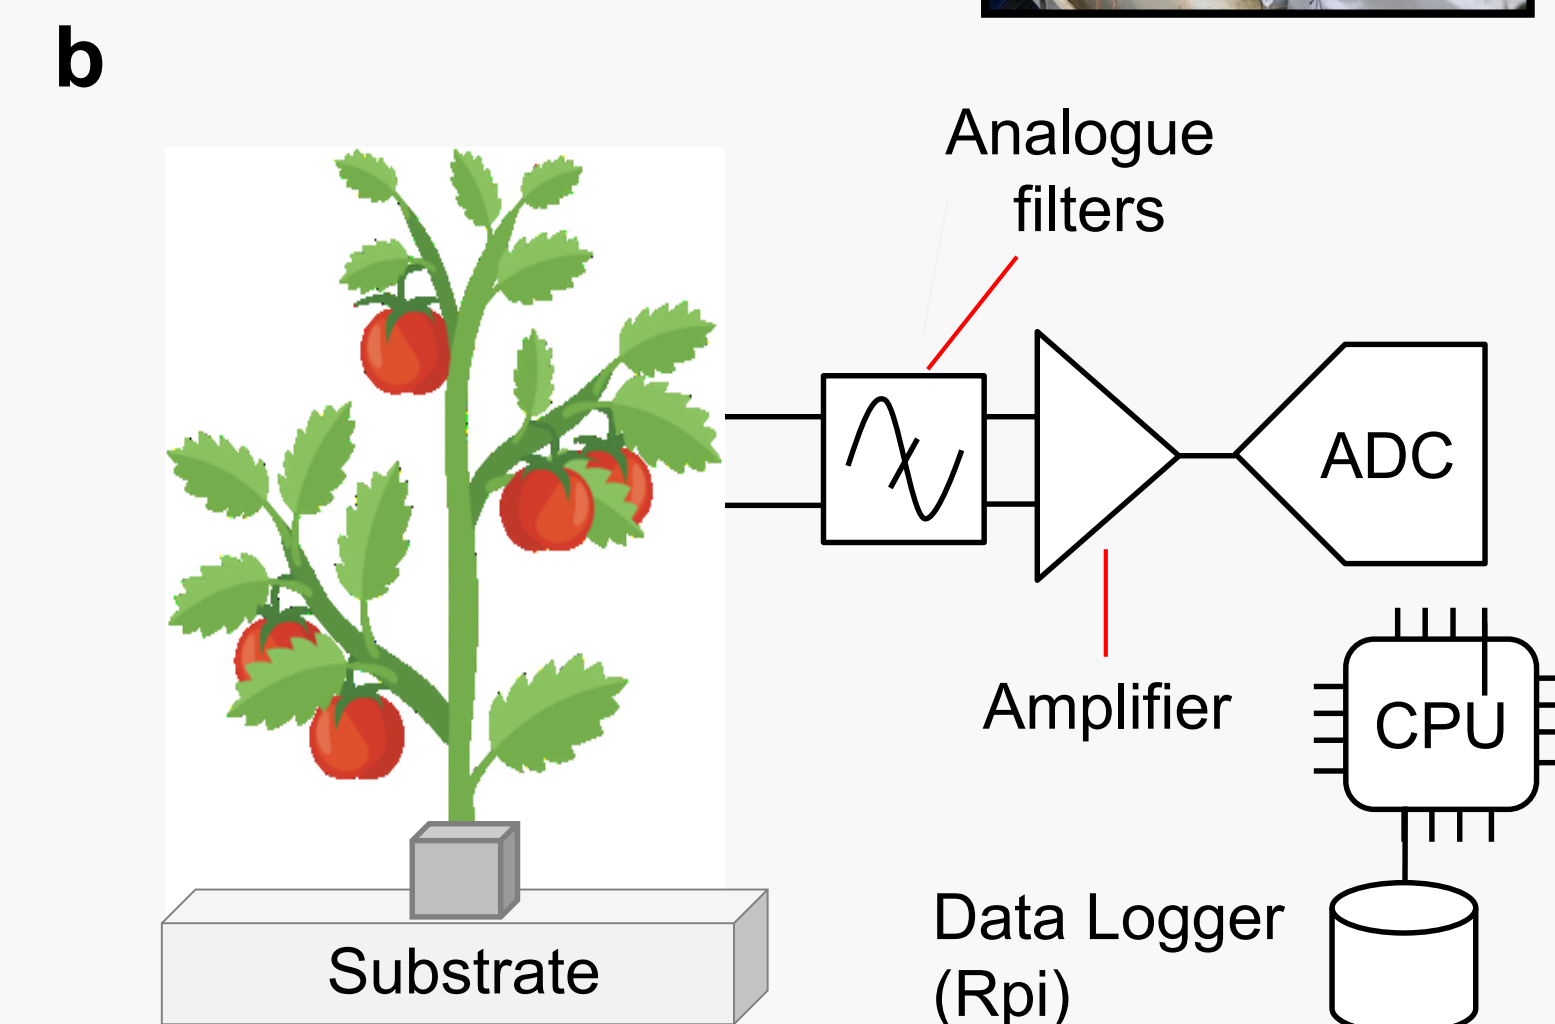 b
Analogue
filters
ADC
Amplifier
CPU
Data Logger
(Rpi)
Substrate